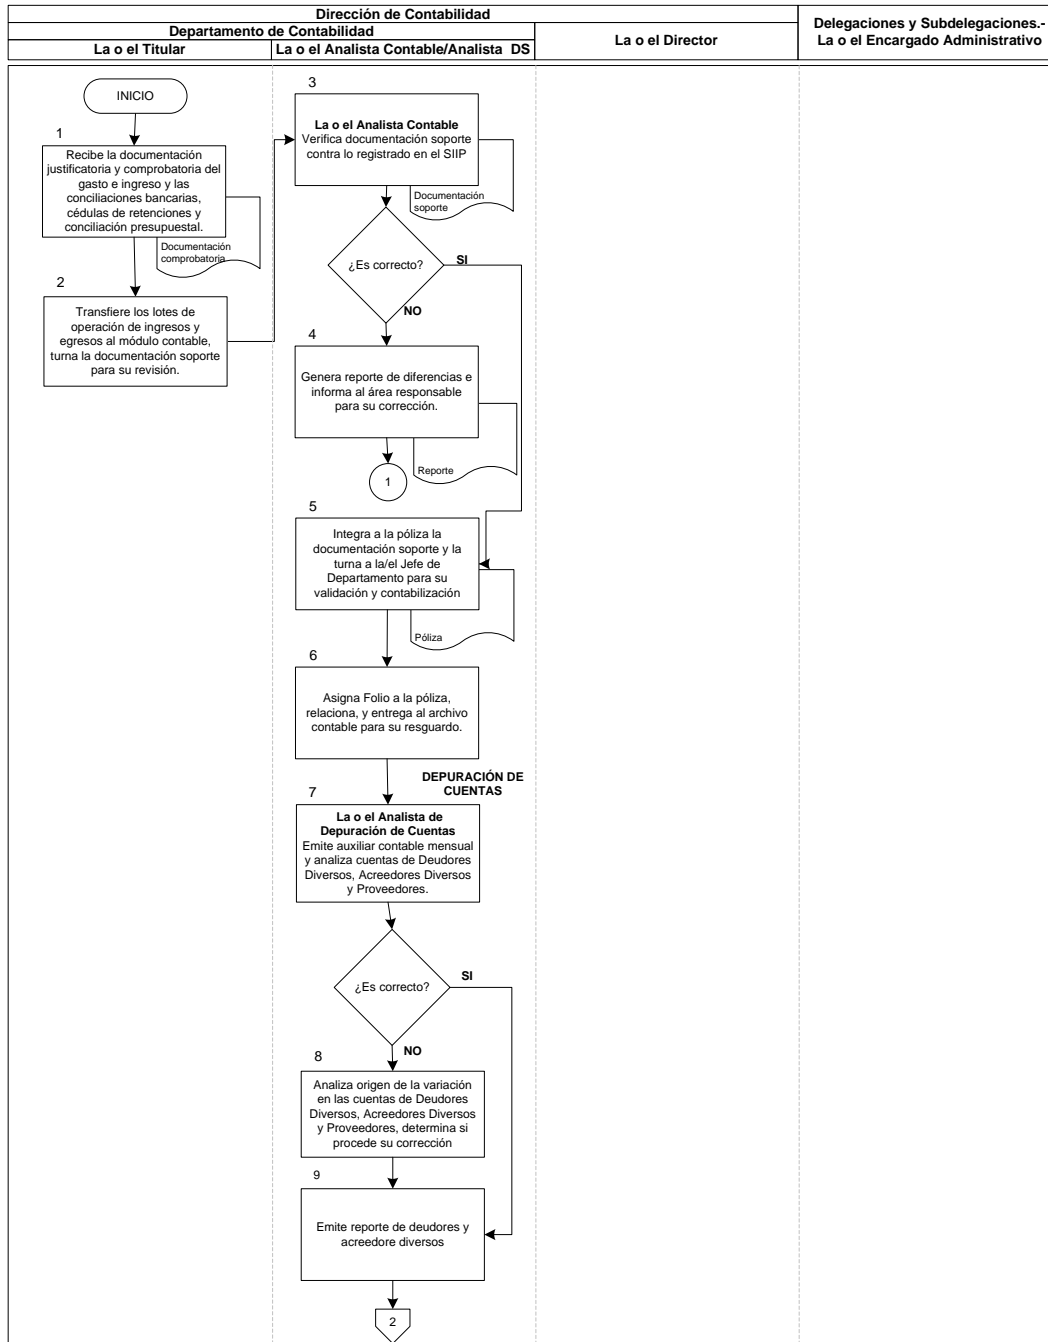 Dirección de Contabilidad
Departamento de Contabilidad
La o el Titular
La o el Analista Contable/Analista DS
La o el Director
Delegaciones y Subdelegaciones.-
La o el Encargado Administrativo
INICIO
1
Recibe la documentación
justificatoria y comprobatoria del
gasto e ingreso y las
conciliaciones bancarias,
cédulas de retenciones y
conciliación presupuestal.
Documentación
comprobatoria
2
Transfiere los lotes de
operación de ingresos y
egresos al módulo contable,
turna la documentación soporte
para su revisión.
3
La o el Analista Contable
Verifica documentación soporte
contra lo registrado en el SIIP
Documentación
soporte
¿Es correcto?
SI
NO
4
Genera reporte de diferencias e
informa al área responsable
para su corrección.
Reporte
1
5
Integra a la póliza la
documentación soporte y la
turna a la/el Jefe de
Departamento para su
validación y contabilización
Póliza
6
Asigna Folio a la póliza,
relaciona, y entrega al archivo
contable para su resguardo.
DEPURACIÓN DE
CUENTAS
7
La o el Analista de
Depuración de Cuentas
Emite auxiliar contable mensual
y analiza cuentas de Deudores
Diversos, Acreedores Diversos
y Proveedores.
¿Es correcto?
SI
NO
8
Analiza origen de la variación
en las cuentas de Deudores
Diversos, Acreedores Diversos
y Proveedores, determina si
procede su corrección
9
Emite reporte de deudores y
acreedore diversos
2